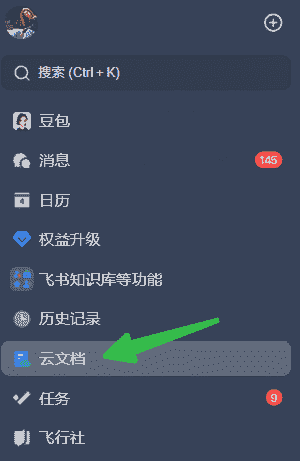 搜索 (Ctrl + K)
豆包
消息
145
日历
权益升级
飞书知识库等功能
历史记录
云文档
任务
9
飞行社